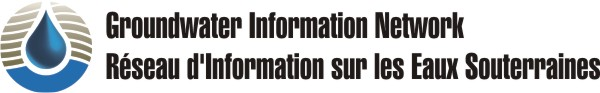 Groundwater Information Network
Réseau d'Information sur les Eaux Souterraines